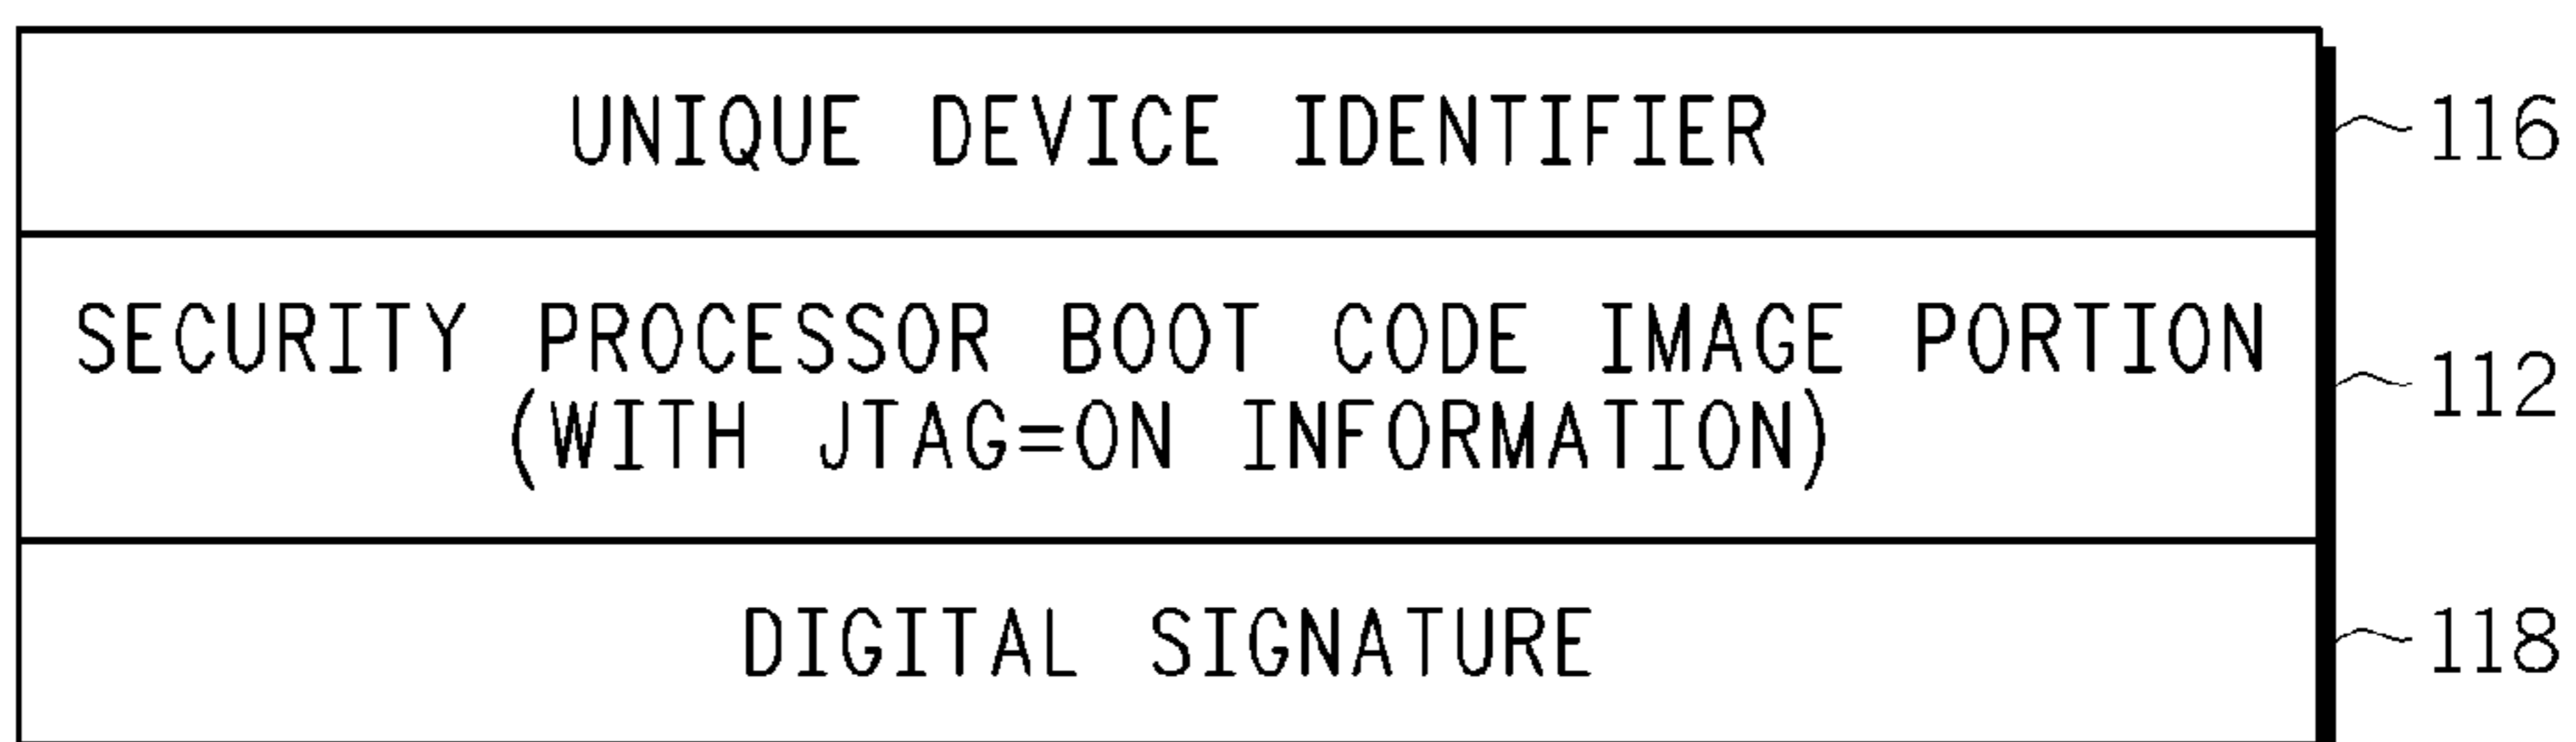 UNIQUE DEVICE IDENTIFIER 116
SECURITY PROCESSOR BOOT CODE IMAGE PORTION
(WITH JTAG=ON INFORMATION) 112
DIGITAL SIGNATURE 118